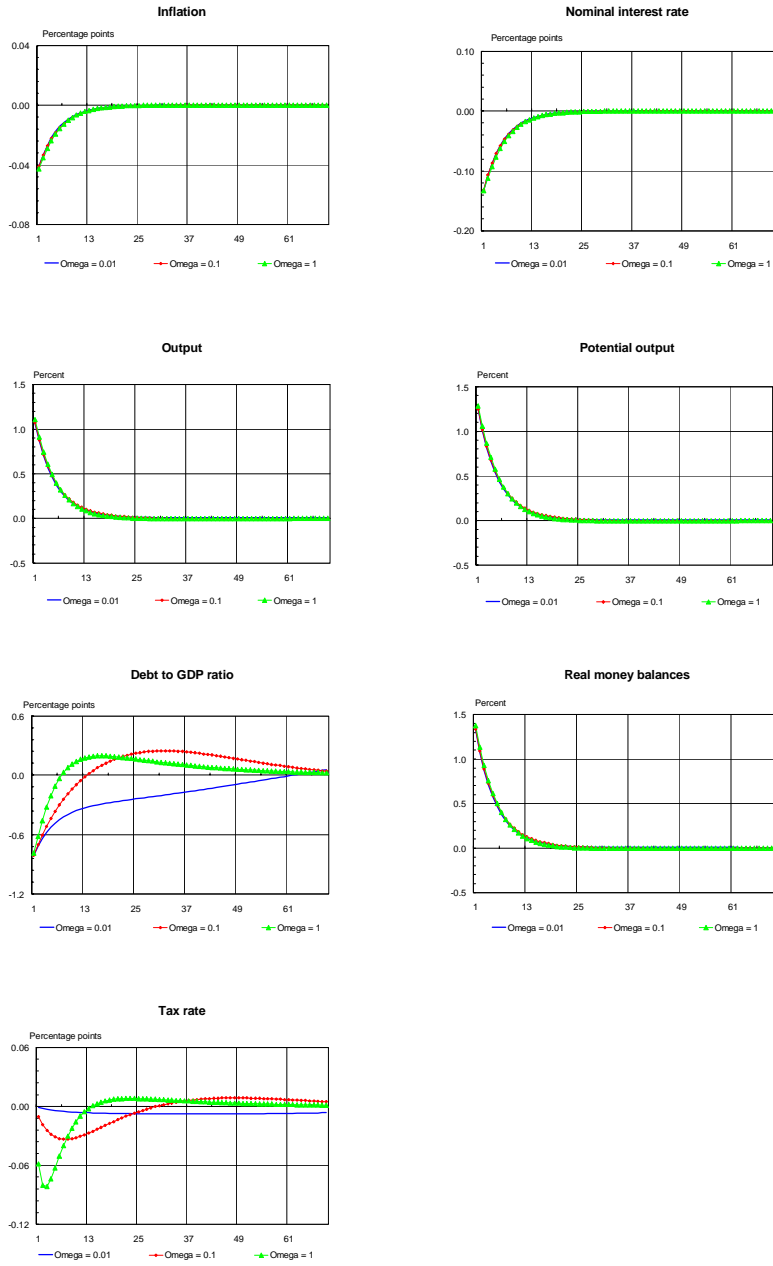 Inflation
Percentage points
0.04
0.00
-0.04
-0.08
1 13 25 37 49 61
Omega = 0.01 Omega = 0.1 Omega = 1
Nominal interest rate
Percentage points
0.10
0.00
-0.10
-0.20
1 13 25 37 49 61
Omega = 0.01 Omega = 0.1 Omega = 1
Output
Percent
1.5
1.0
0.5
0.0
-0.5
1 13 25 37 49 61
Omega = 0.01 Omega = 0.1 Omega = 1
Potential output
Percent
1.5
1.0
0.5
0.0
-0.5
1 13 25 37 49 61
Omega = 0.01 Omega = 0.1 Omega = 1
Debt to GDP ratio
Percentage points
0.6
0.0
-0.6
-1.2
1 13 25 37 49 61
Omega = 0.01 Omega = 0.1 Omega = 1
Real money balances
Percent
1.5
1.0
0.5
0.0
-0.5
1 13 25 37 49 61
Omega = 0.01 Omega = 0.1 Omega = 1
Tax rate
Percentage points
0.06
0.00
-0.06
-0.12
1 13 25 37 49 61
Omega = 0.01 Omega = 0.1 Omega = 1